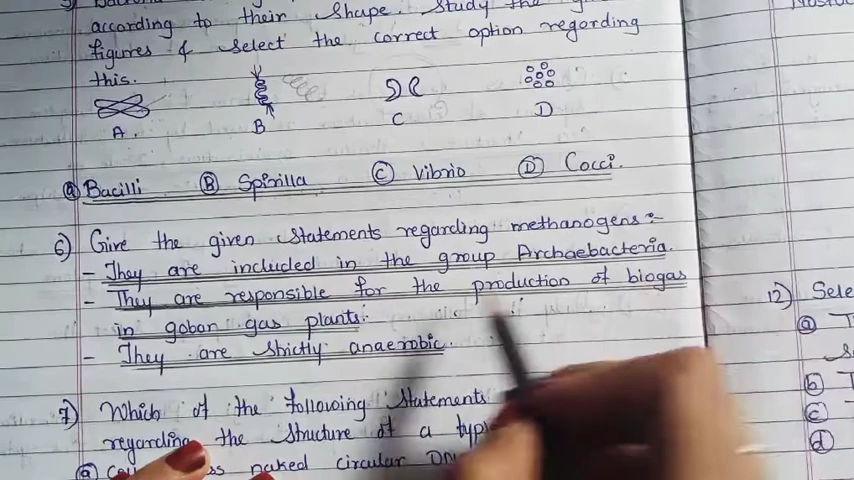 according to their Shape. Study the
figures & select the correct option regarding
this.
A.
B
C
D
ⓐ Bacilli Ⓑ Spirilla Ⓒ Vibrio Ⓓ Cocci.
6) Give the given statements regarding methanogens :-
- They are included in the group Archaebacteria.
- They are responsible for the production of biogas
in gobar gas plants.
- They are strictly anaerobic.
7) Which of the following statements
regarding the structure of a
ⓐ naked circular
12) Sele
ⓐ
ⓑ
ⓒ
ⓓ